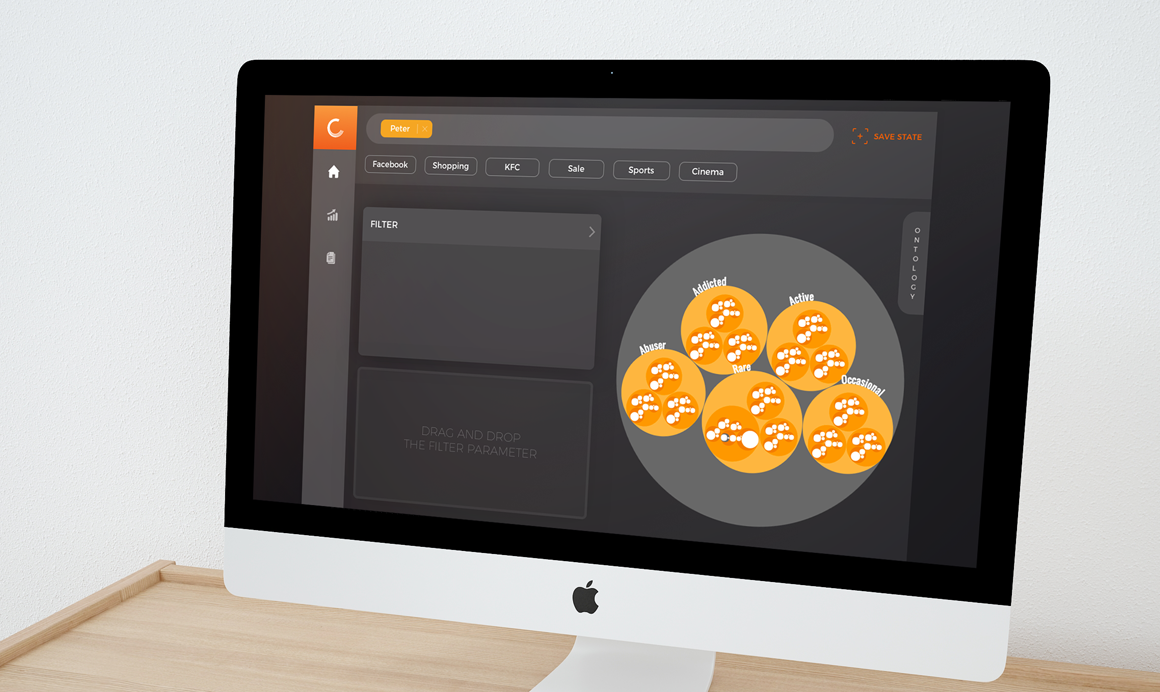 Peter ×
SAVE STATE
Facebook
Shopping
KFC
Sale
Sports
Cinema
FILTER
ONTOLOGY
Addicted
Active
Abuser
Rare
Occasional
DRAG AND DROP
THE FILTER PARAMETER